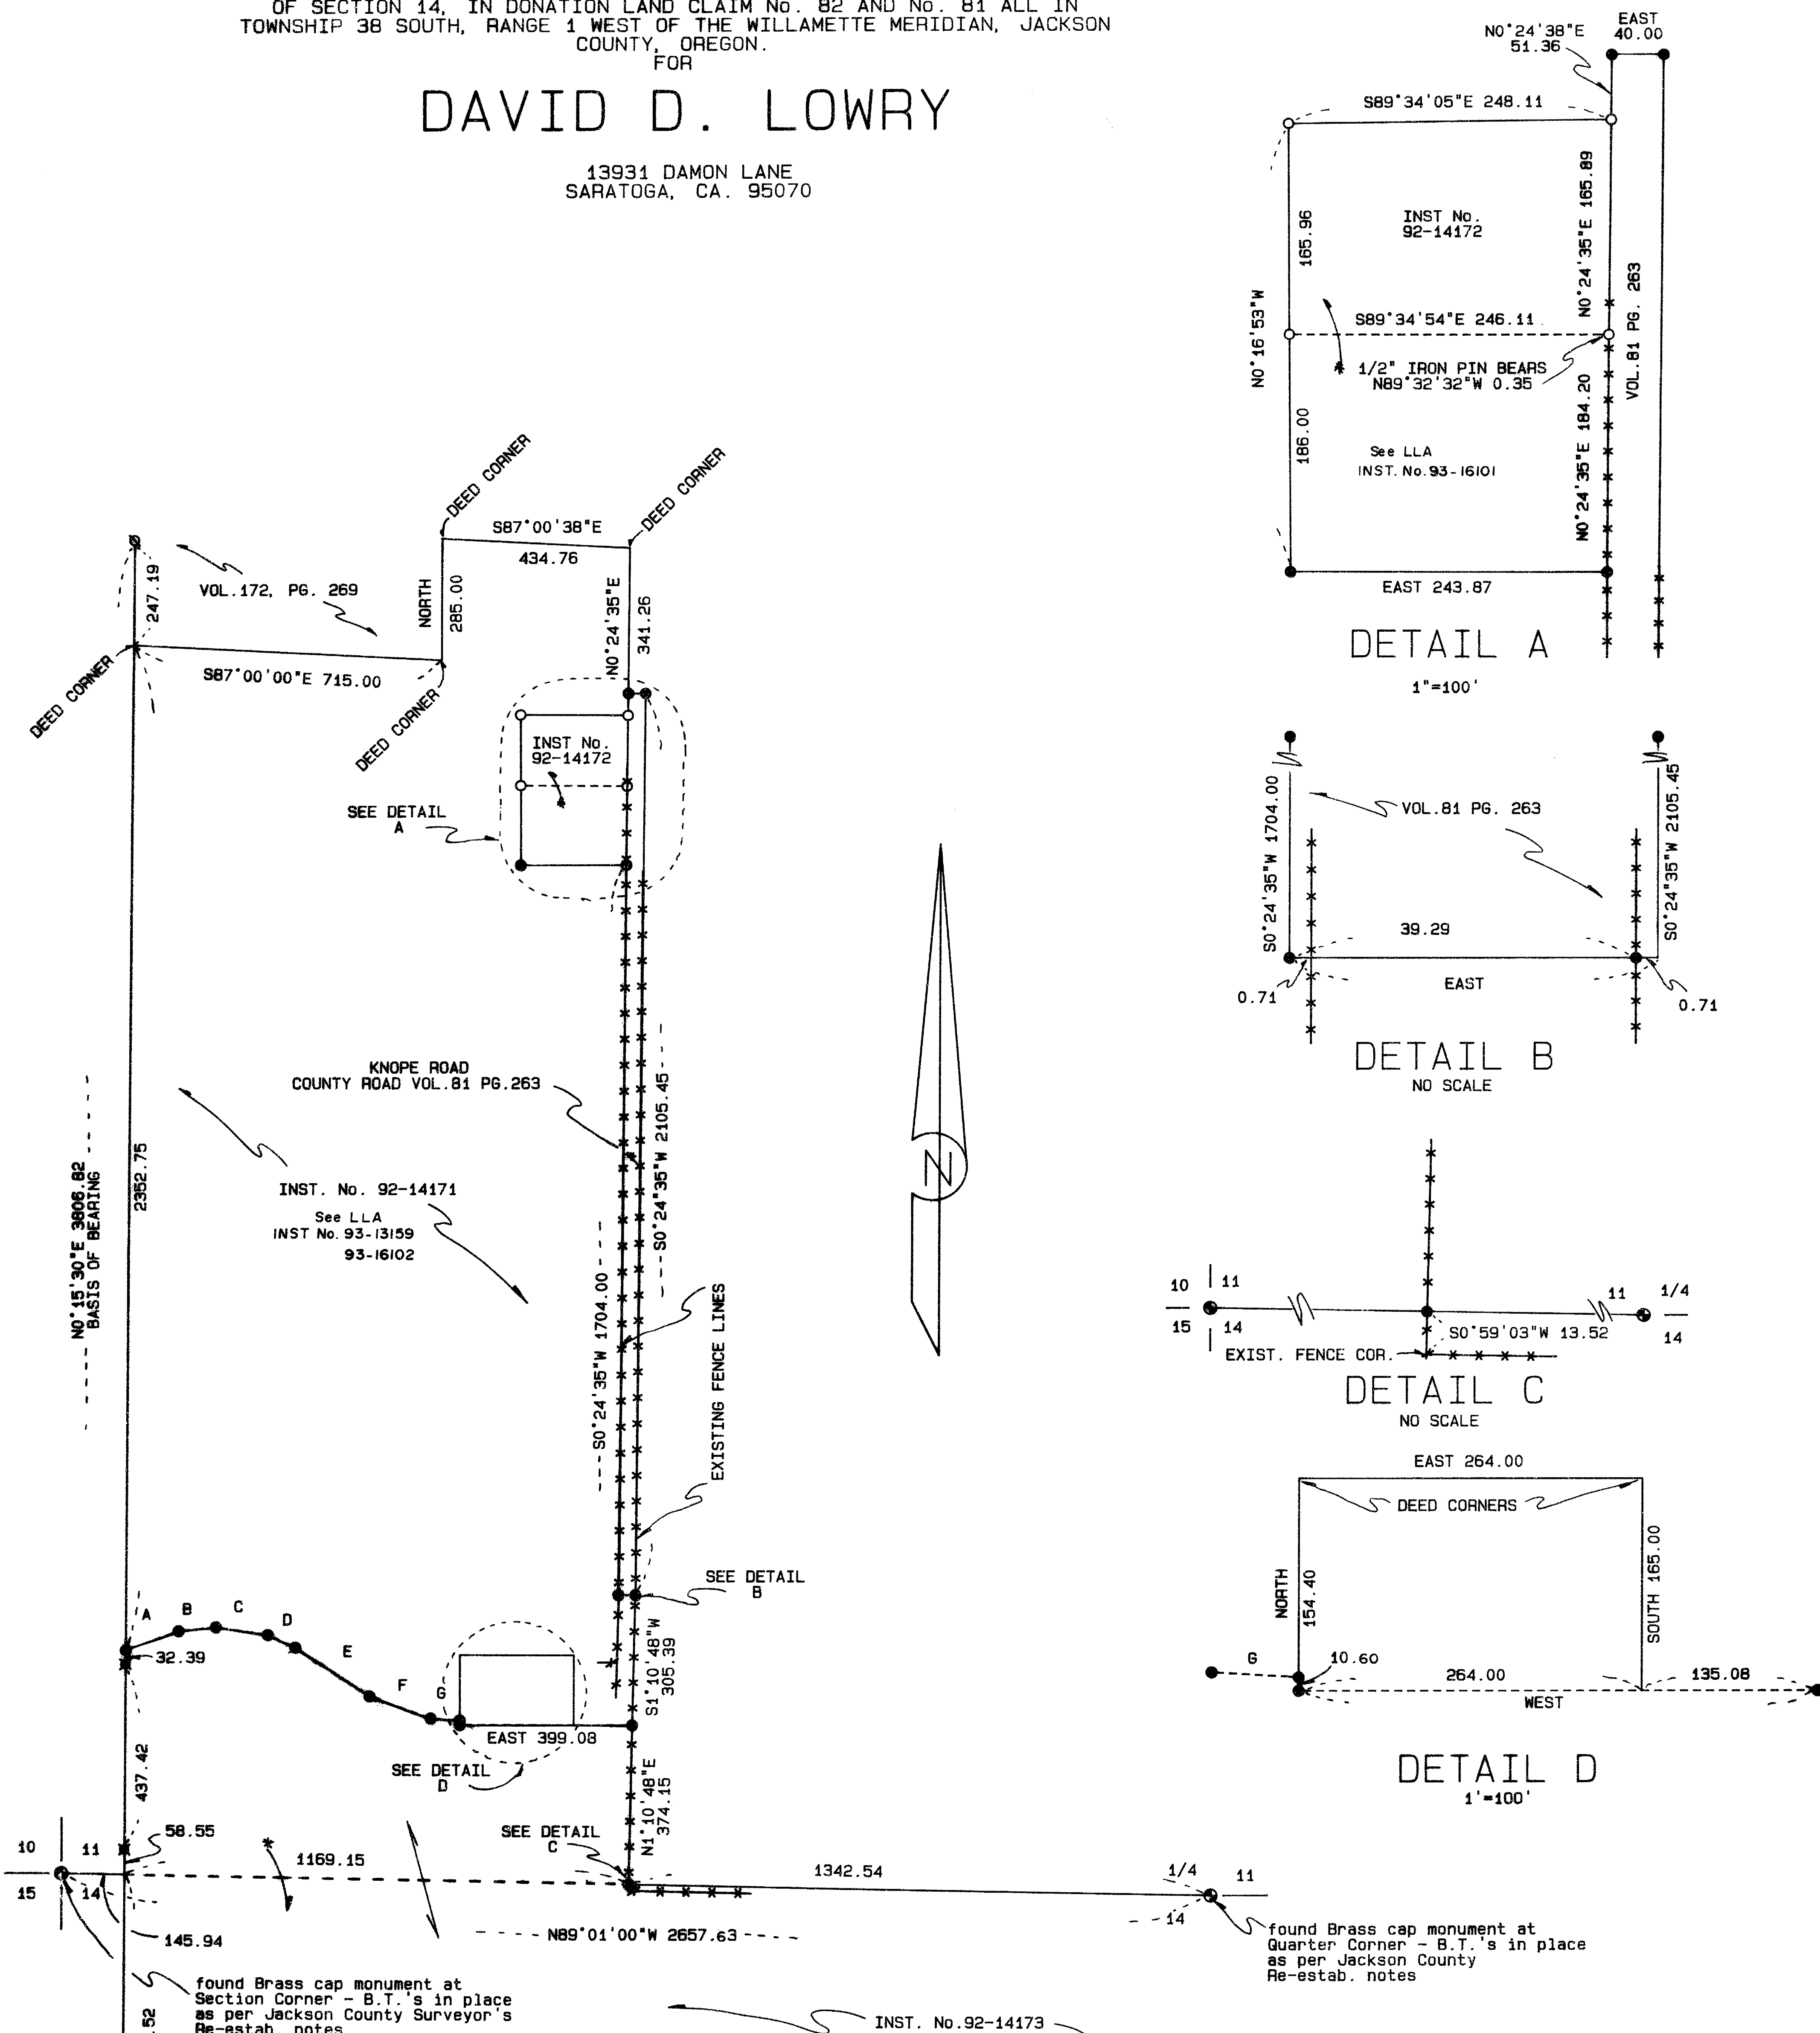 OF SECTION 14, IN DONATION LAND CLAIM No. 82 AND No. 81 ALL IN
TOWNSHIP 38 SOUTH, RANGE 1 WEST OF THE WILLAMETTE MERIDIAN, JACKSON
COUNTY, OREGON.
FOR
DAVID D. LOWRY
13931 DAMON LANE
SARATOGA, CA. 95070
DEED CORNER
DEED CORNER
S87°00'38"E
434.76
247.19
VOL.172, PG. 269
NORTH
285.00
N0°24'35"E
341.26
DEED CORNER
S87°00'00"E 715.00
DEED CORNER
INST No.
92-14172
SEE DETAIL
A
KNOPE ROAD
COUNTY ROAD VOL.81 PG.263
S0°24'35"W 2105.45
2352.75
N0°15'30"E 3806.82
BASIS OF BEARING
INST. No. 92-14171
See LLA
INST No. 93-13159
93-16102
S0°24'35"W 1704.00
EXISTING FENCE LINES
N
SEE DETAIL
B
A
B
C
D
E
F
G
32.39
S1°10'48"W
305.39
EAST 399.08
SEE DETAIL
D
437.42
N1°10'48"E
374.15
SEE DETAIL
C
58.55
10
11
15
14
1169.15
1342.54
1/4
11
14
145.94
N89°01'00"W 2657.63
found Brass cap monument at
Quarter Corner - B.T.'s in place
as per Jackson County
Re-estab. notes
found Brass cap monument at
Section Corner - B.T.'s in place
as per Jackson County Surveyor's
Re-estab. notes
.52
INST. No.92-14173
N0°24'38"E
51.36
EAST
40.00
S89°34'05"E 248.11
165.96
INST No.
92-14172
N0°24'35"E 165.89
VOL.81 PG. 263
N0°16'53"W
S89°34'54"E 246.11
1/2" IRON PIN BEARS
N89°32'32"W 0.35
186.00
See LLA
INST. No.93-16101
N0°24'35"E 184.20
EAST 243.87
DETAIL A
1"=100'
S0°24'35"W 1704.00
VOL.81 PG. 263
S0°24'35"W 2105.45
39.29
EAST
0.71
0.71
DETAIL B
NO SCALE
10
11
15
14
11
1/4
14
S0°59'03"W 13.52
EXIST. FENCE COR.
DETAIL C
NO SCALE
EAST 264.00
DEED CORNERS
NORTH
154.40
SOUTH 165.00
G
10.60
264.00
135.08
WEST
DETAIL D
1'=100'